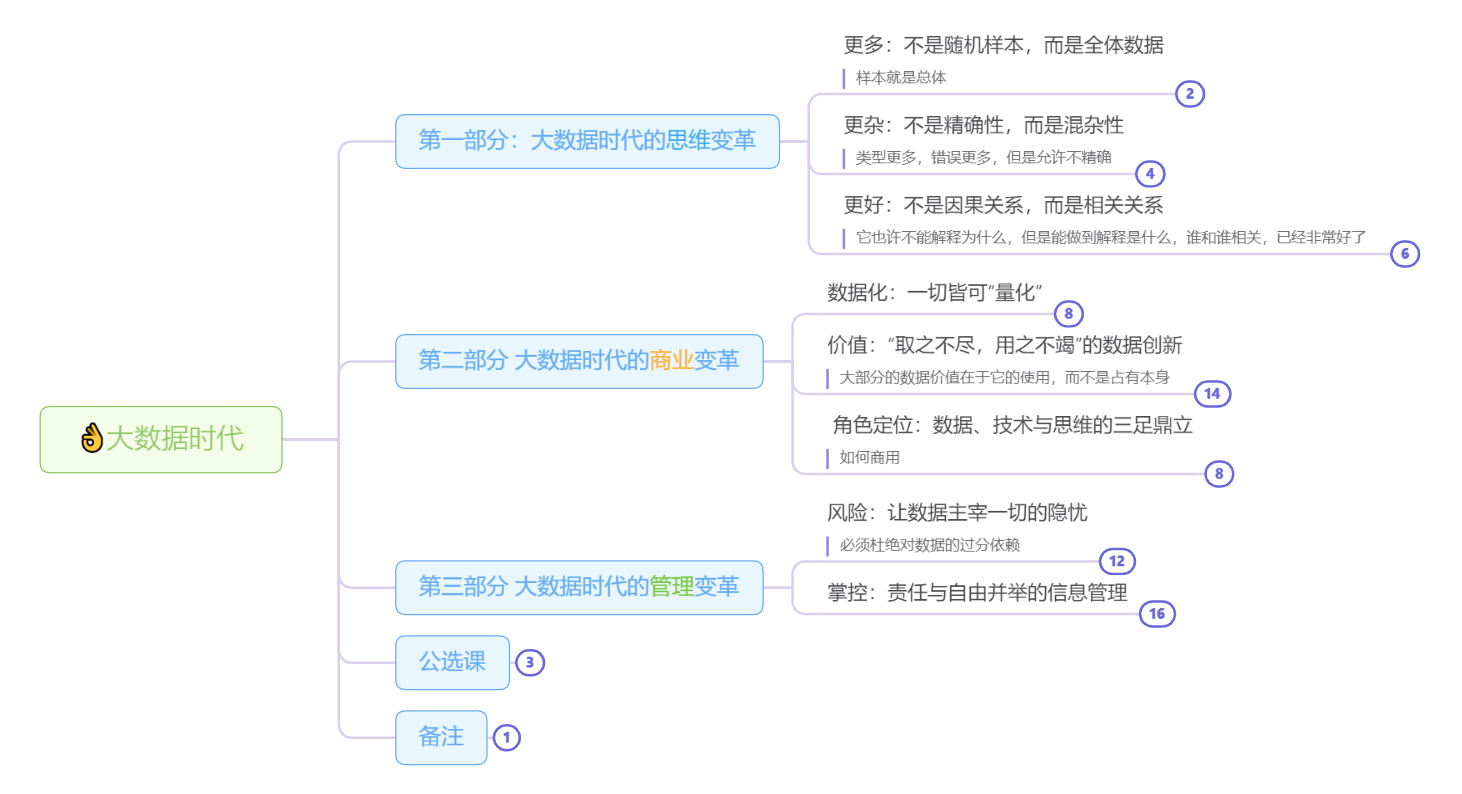 👌大数据时代
第一部分：大数据时代的思维变革
更多：不是随机样本，而是全体数据
样本就是总体
2
更杂：不是精确性，而是混杂性
类型更多，错误更多，但是允许不精确
4
更好：不是因果关系，而是相关关系
它也许不能解释为什么，但是能做到解释是什么，谁和谁相关，已经非常好了
6
第二部分 大数据时代的商业变革
数据化：一切皆可“量化”
8
价值：“取之不尽，用之不竭”的数据创新
大部分的数据价值在于它的使用，而不是占有本身
14
角色定位：数据、技术与思维的三足鼎立
如何商用
8
第三部分 大数据时代的管理变革
风险：让数据主宰一切的隐忧
必须杜绝对数据的过分依赖
12
掌控：责任与自由并举的信息管理
16
公选课
3
备注
1